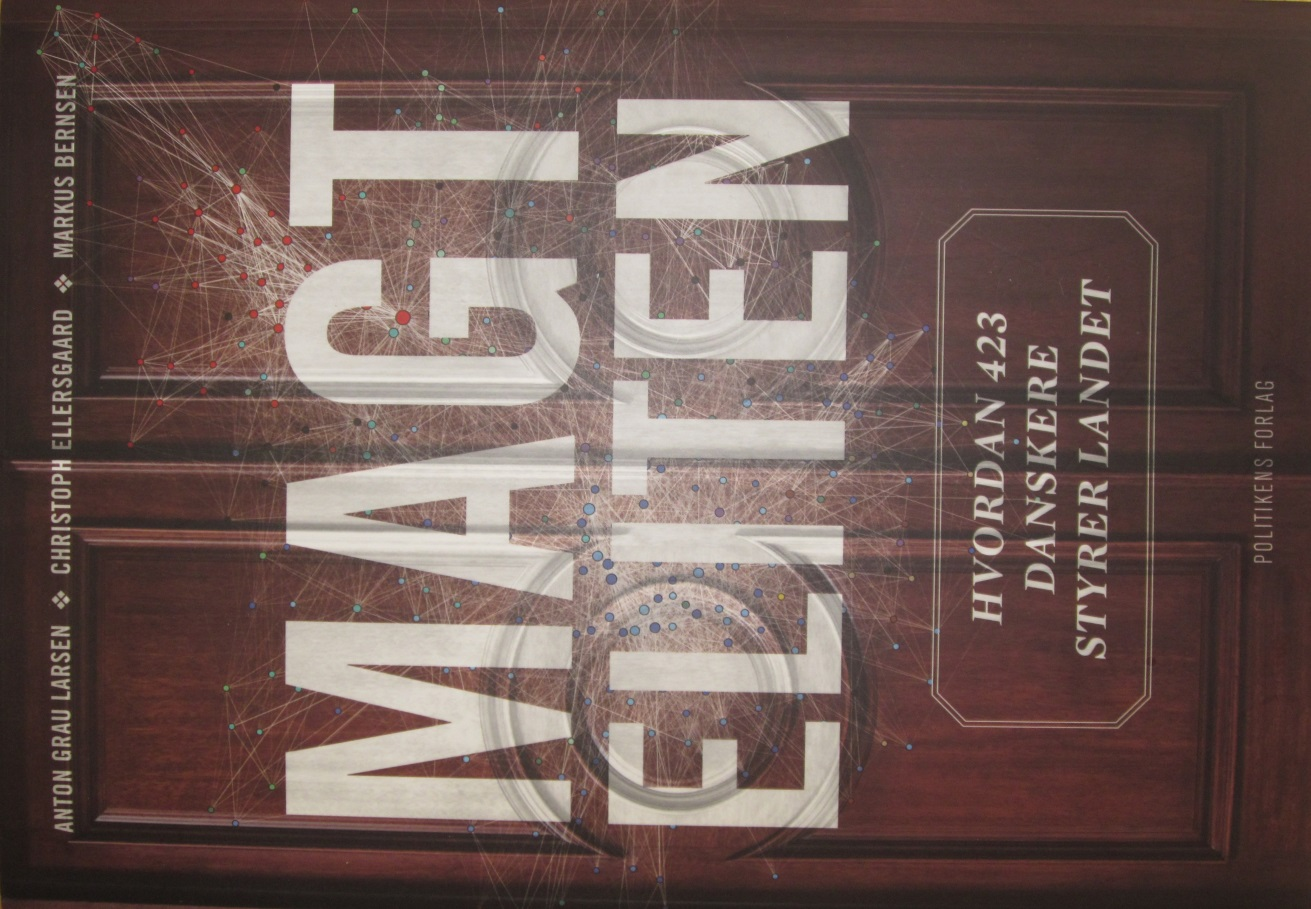 ANTON GRAU LARSEN ❖ CHRISTOPH ELLERSGAARD ❖ MARKUS BERNSEN
MAGT
ELITEN
HVORDAN 423
DANSKERE
STYRER LANDET
POLITIKENS FORLAG